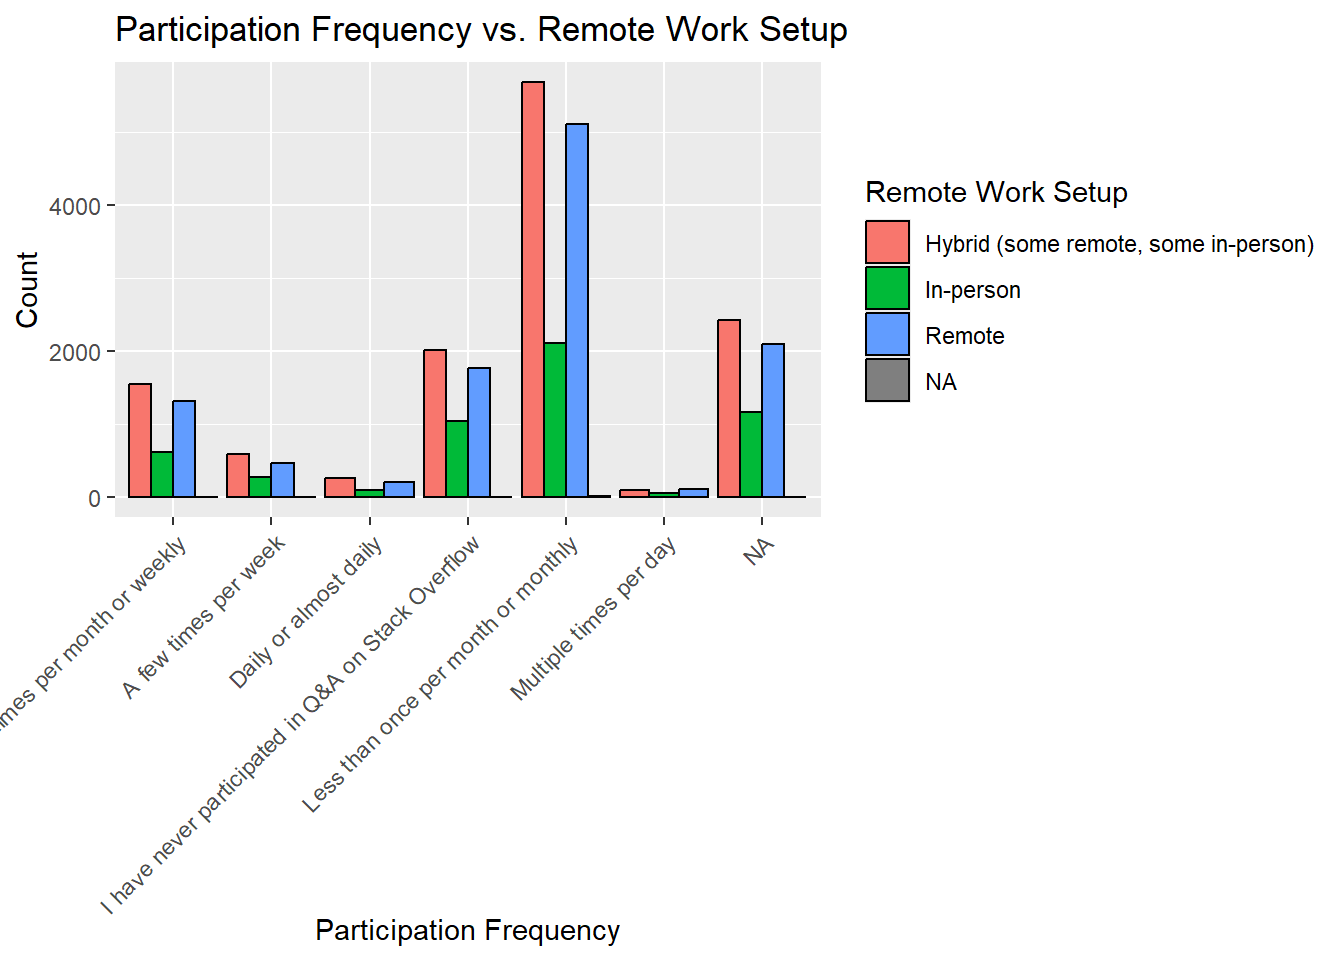 Participation Frequency vs. Remote Work Setup
Count
4000
2000
0
times per month or weekly
A few times per week
Daily or almost daily
I have never participated in Q&A on Stack Overflow
Less than once per month or monthly
Multiple times per day
NA
Participation Frequency
Remote Work Setup
Hybrid (some remote, some in-person)
In-person
Remote
NA